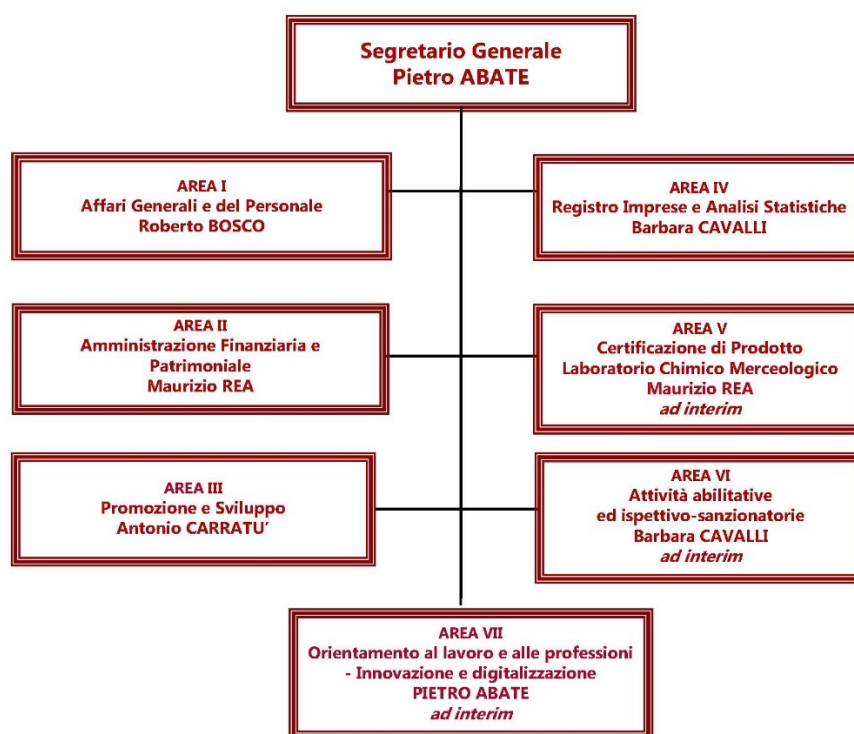 Segretario Generale
Pietro ABATE
AREA I
Affari Generali e del Personale
Roberto BOSCO
AREA IV
Registro Imprese e Analisi Statistiche
Barbara CAVALLI
AREA II
Amministrazione Finanziaria e
Patrimoniale
Maurizio REA
AREA V
Certificazione di Prodotto
Laboratorio Chimico Merceologico
Maurizio REA
ad interim
AREA III
Promozione e Sviluppo
Antonio CARRATU'
AREA VI
Attività abilitative
ed ispettivo-sanzionatorie
Barbara CAVALLI
ad interim
AREA VII
Orientamento al lavoro e alle professioni
- Innovazione e digitalizzazione
PIETRO ABATE
ad interim